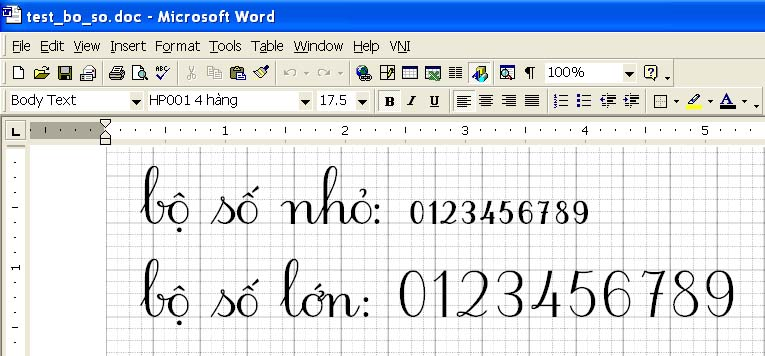 test_bo_so.doc - Microsoft Word
File Edit View Insert Format Tools Table Window Help VNI
100%
Body Text HP001 4 hàng 17.5 B I U
L 1 2 3 4 5
bộ số nhỏ: 0123456789
1
bộ số lớn: 0123456789